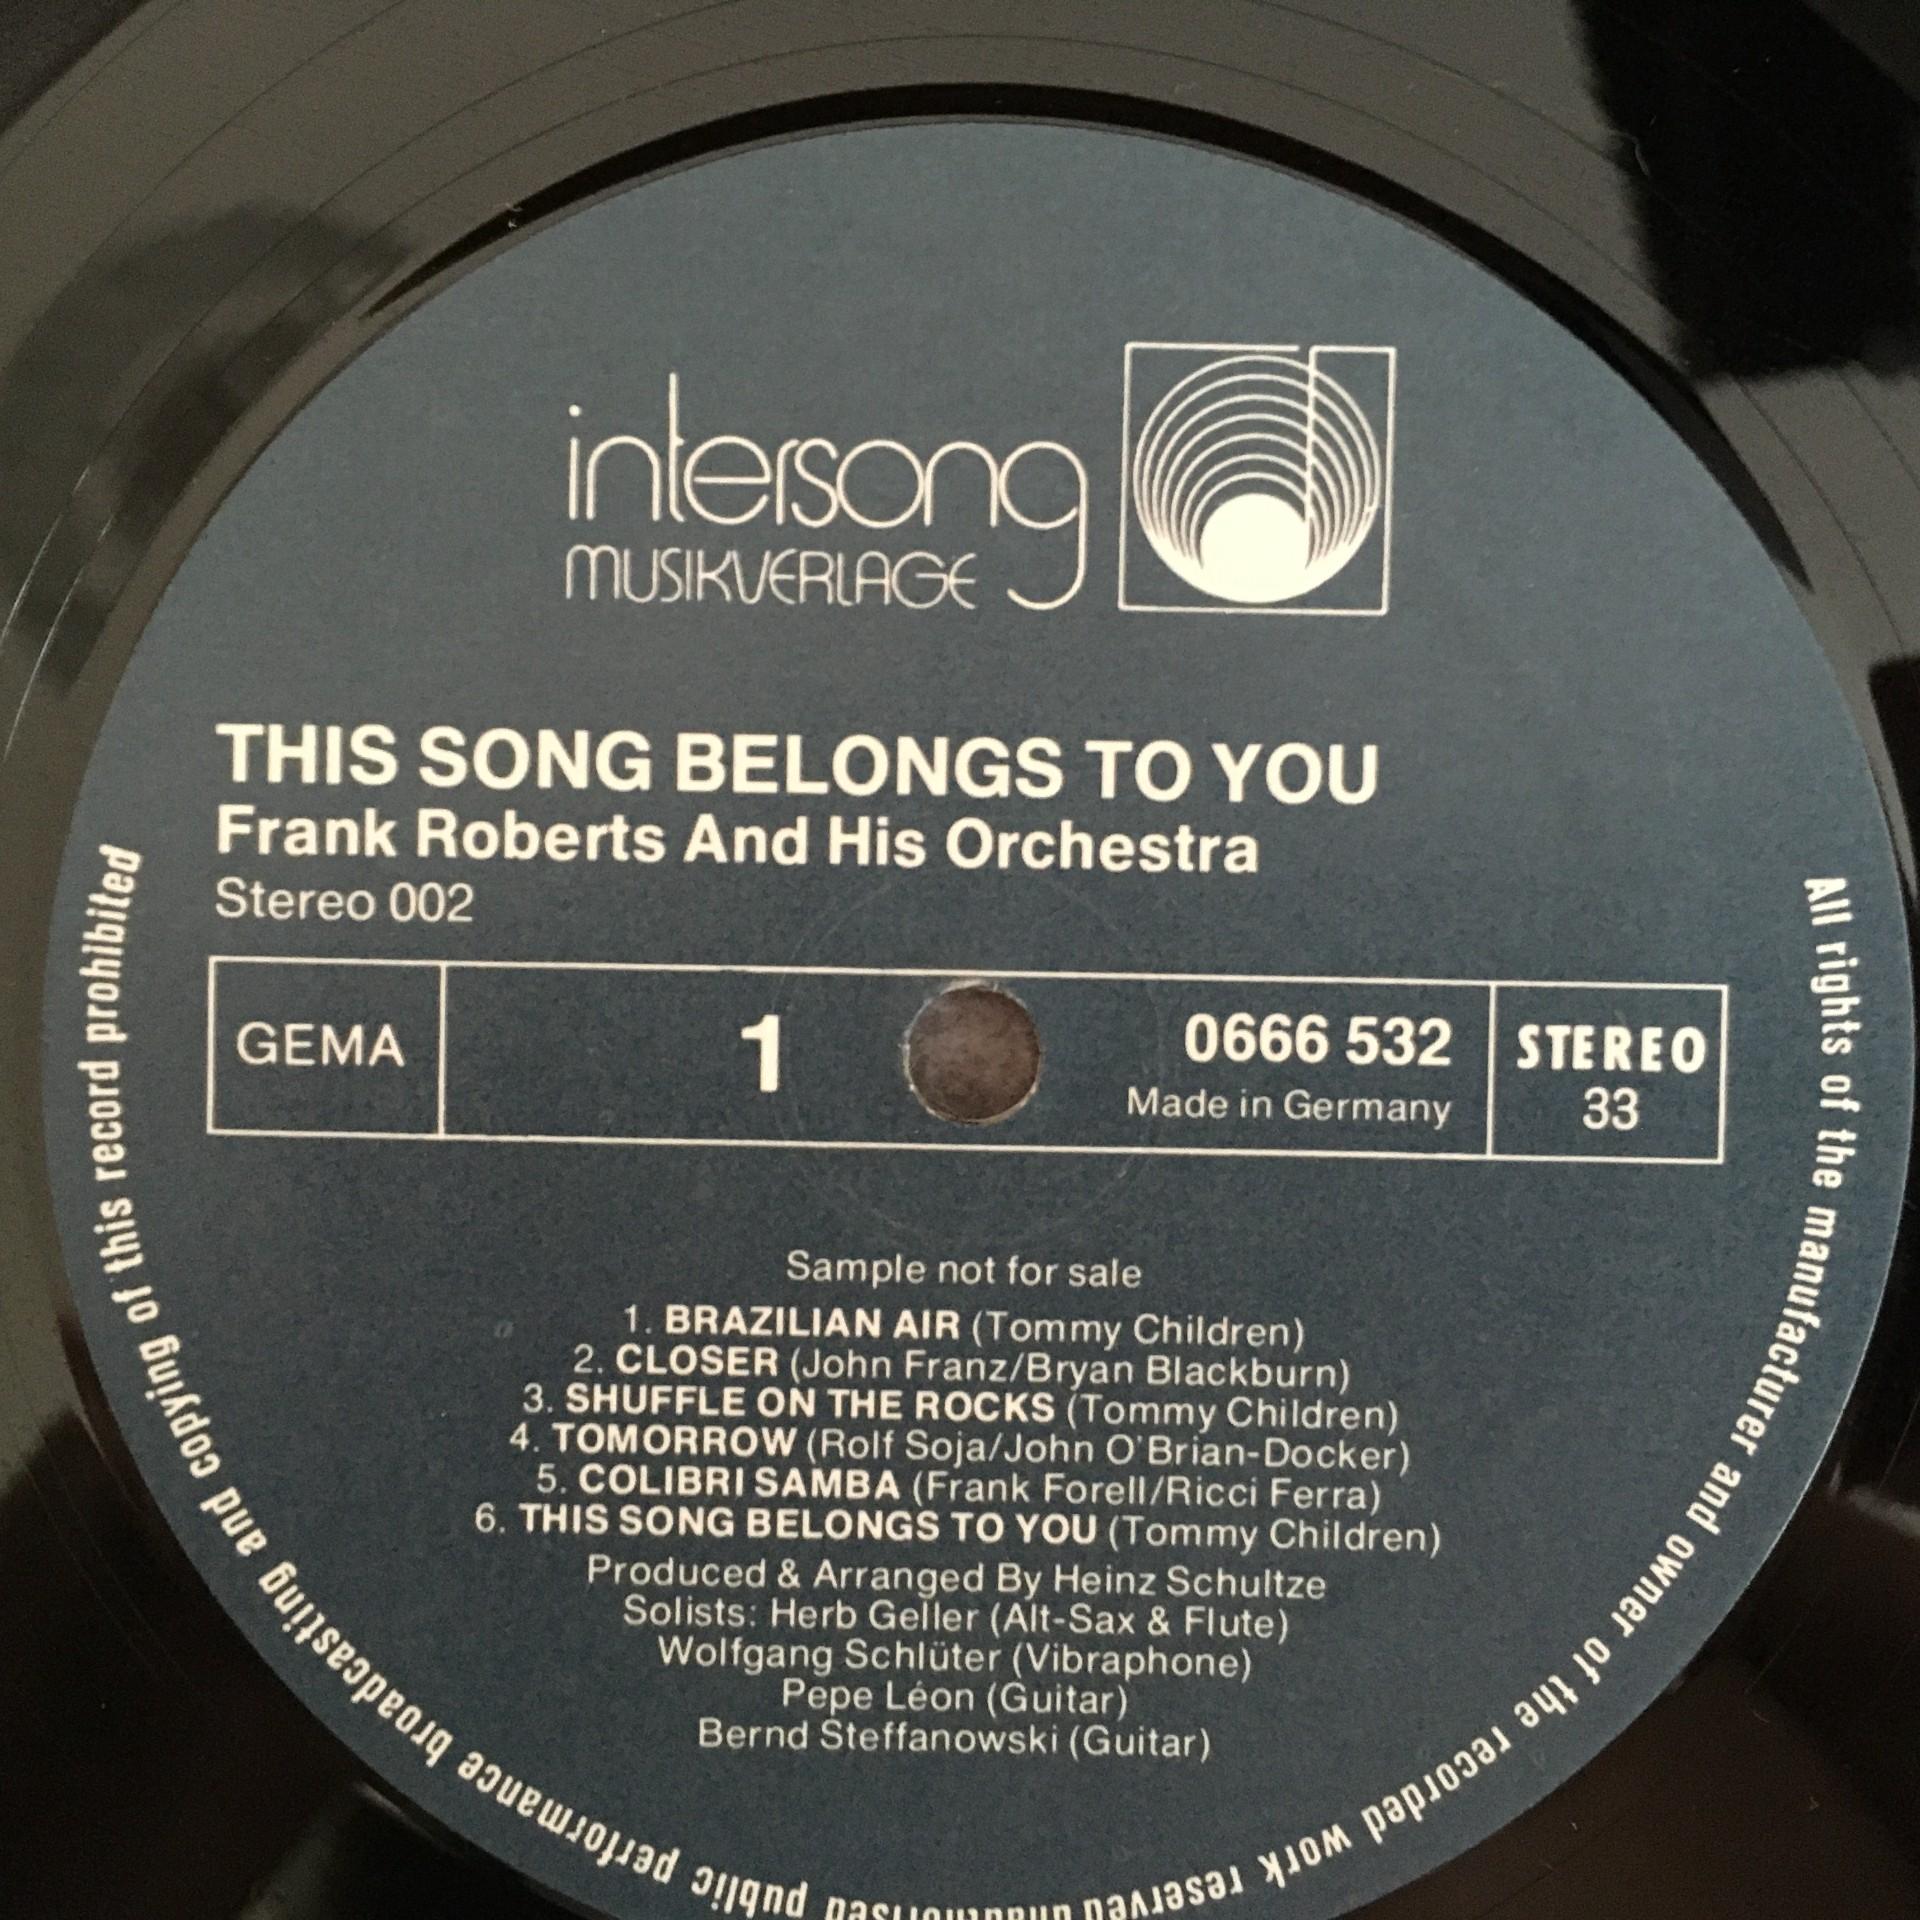 intersong
MUSIKVERLAGE
THIS SONG BELONGS TO YOU
Frank Roberts And His Orchestra
Stereo 002
GEMA
1
0666 532
Made in Germany
STEREO
33
Sample not for sale
1. BRAZILIAN AIR (Tommy Children)
2. CLOSER (John Franz/Bryan Blackburn)
3. SHUFFLE ON THE ROCKS (Tommy Children)
4. TOMORROW (Rolf Soja/John O'Brian-Docker)
5. COLIBRI SAMBA (Frank Forell/Ricci Ferra)
6. THIS SONG BELONGS TO YOU (Tommy Children)
Produced & Arranged By Heinz Schultze
Solists: Herb Geller (Alt-Sax & Flute)
Wolfgang Schlüter (Vibraphone)
Pepe Léon (Guitar)
Bernd Steffanowski (Guitar)
All rights of the manufacturer and owner of the recorded work reserved unauthorised public performance broadcasting and copying of this record prohibited